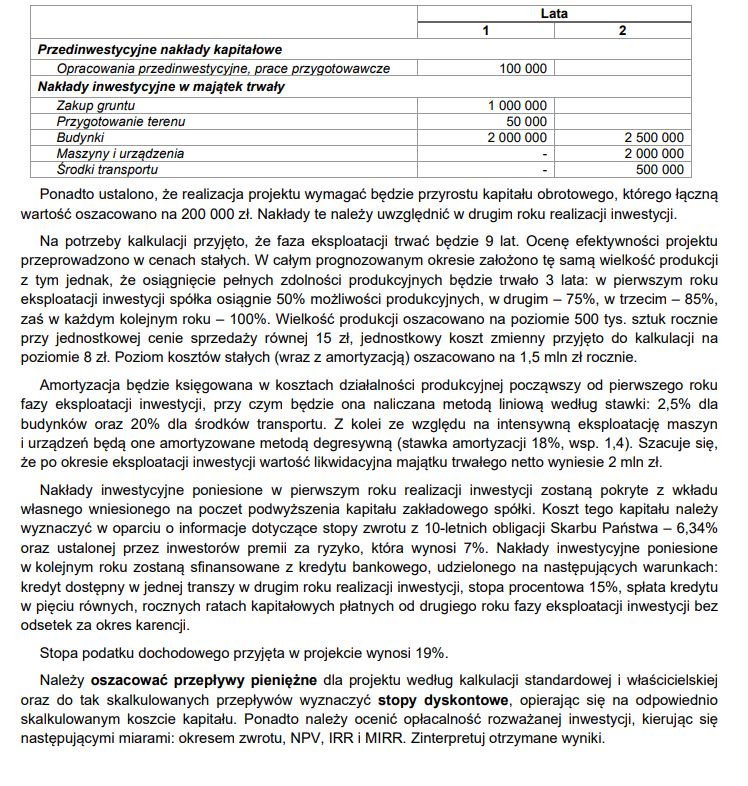 Lata
1 2
Przedinwestycyjne nakłady kapitałowe
Opracowania przedinwestycyjne, prace przygotowawcze 100 000
Nakłady inwestycyjne w majątek trwały
Zakup gruntu 1 000 000
Przygotowanie terenu 50 000
Budynki 2 000 000 2 500 000
Maszyny i urządzenia - 2 000 000
Środki transportu - 500 000
Ponadto ustalono, że realizacja projektu wymagać będzie przyrostu kapitału obrotowego, którego łączną
wartość oszacowano na 200 000 zł. Nakłady te należy uwzględnić w drugim roku realizacji inwestycji.
Na potrzeby kalkulacji przyjęto, że faza eksploatacji trwać będzie 9 lat. Ocenę efektywności projektu
przeprowadzono w cenach stałych. W całym prognozowanym okresie założono tę samą wielkość produkcji
z tym jednak, że osiągnięcie pełnych zdolności produkcyjnych będzie trwało 3 lata: w pierwszym roku
eksploatacji inwestycji spółka osiągnie 50% możliwości produkcyjnych, w drugim – 75%, w trzecim – 85%,
zaś w każdym kolejnym roku – 100%. Wielkość produkcji oszacowano na poziomie 500 tys. sztuk rocznie
przy jednostkowej cenie sprzedaży równej 15 zł, jednostkowy koszt zmienny przyjęto do kalkulacji na
poziomie 8 zł. Poziom kosztów stałych (wraz z amortyzacją) oszacowano na 1,5 mln zł rocznie.
Amortyzacja będzie księgowana w kosztach działalności produkcyjnej począwszy od pierwszego roku
fazy eksploatacji inwestycji, przy czym będzie ona naliczana metodą liniową według stawki: 2,5% dla
budynków oraz 20% dla środków transportu. Z kolei ze względu na intensywną eksploatację maszyn
i urządzeń będą one amortyzowane metodą degresywną (stawka amortyzacji 18%, wsp. 1,4). Szacuje się,
że po okresie eksploatacji inwestycji wartość likwidacyjna majątku trwałego netto wyniesie 2 mln zł.
Nakłady inwestycyjne poniesione w pierwszym roku realizacji inwestycji zostaną pokryte z wkładu
własnego wniesionego na poczet podwyższenia kapitału zakładowego spółki. Koszt tego kapitału należy
wyznaczyć w oparciu o informacje dotyczące stopy zwrotu z 10-letnich obligacji Skarbu Państwa – 6,34%
oraz ustalonej przez inwestorów premii za ryzyko, która wynosi 7%. Nakłady inwestycyjne poniesione
w kolejnym roku zostaną sfinansowane z kredytu bankowego, udzielonego na następujących warunkach:
kredyt dostępny w jednej transzy w drugim roku realizacji inwestycji, stopa procentowa 15%, spłata kredytu
w pięciu równych, rocznych ratach kapitałowych płatnych od drugiego roku fazy eksploatacji inwestycji bez
odsetek za okres karencji.
Stopa podatku dochodowego przyjęta w projekcie wynosi 19%.
Należy oszacować przepływy pieniężne dla projektu według kalkulacji standardowej i właścicielskiej
oraz do tak skalkulowanych przepływów wyznaczyć stopy dyskontowe, opierając się na odpowiednio
skalkulowanym koszcie kapitału. Ponadto należy ocenić opłacalność rozważanej inwestycji, kierując się
następującymi miarami: okresem zwrotu, NPV, IRR i MIRR. Zinterpretuj otrzymane wyniki.